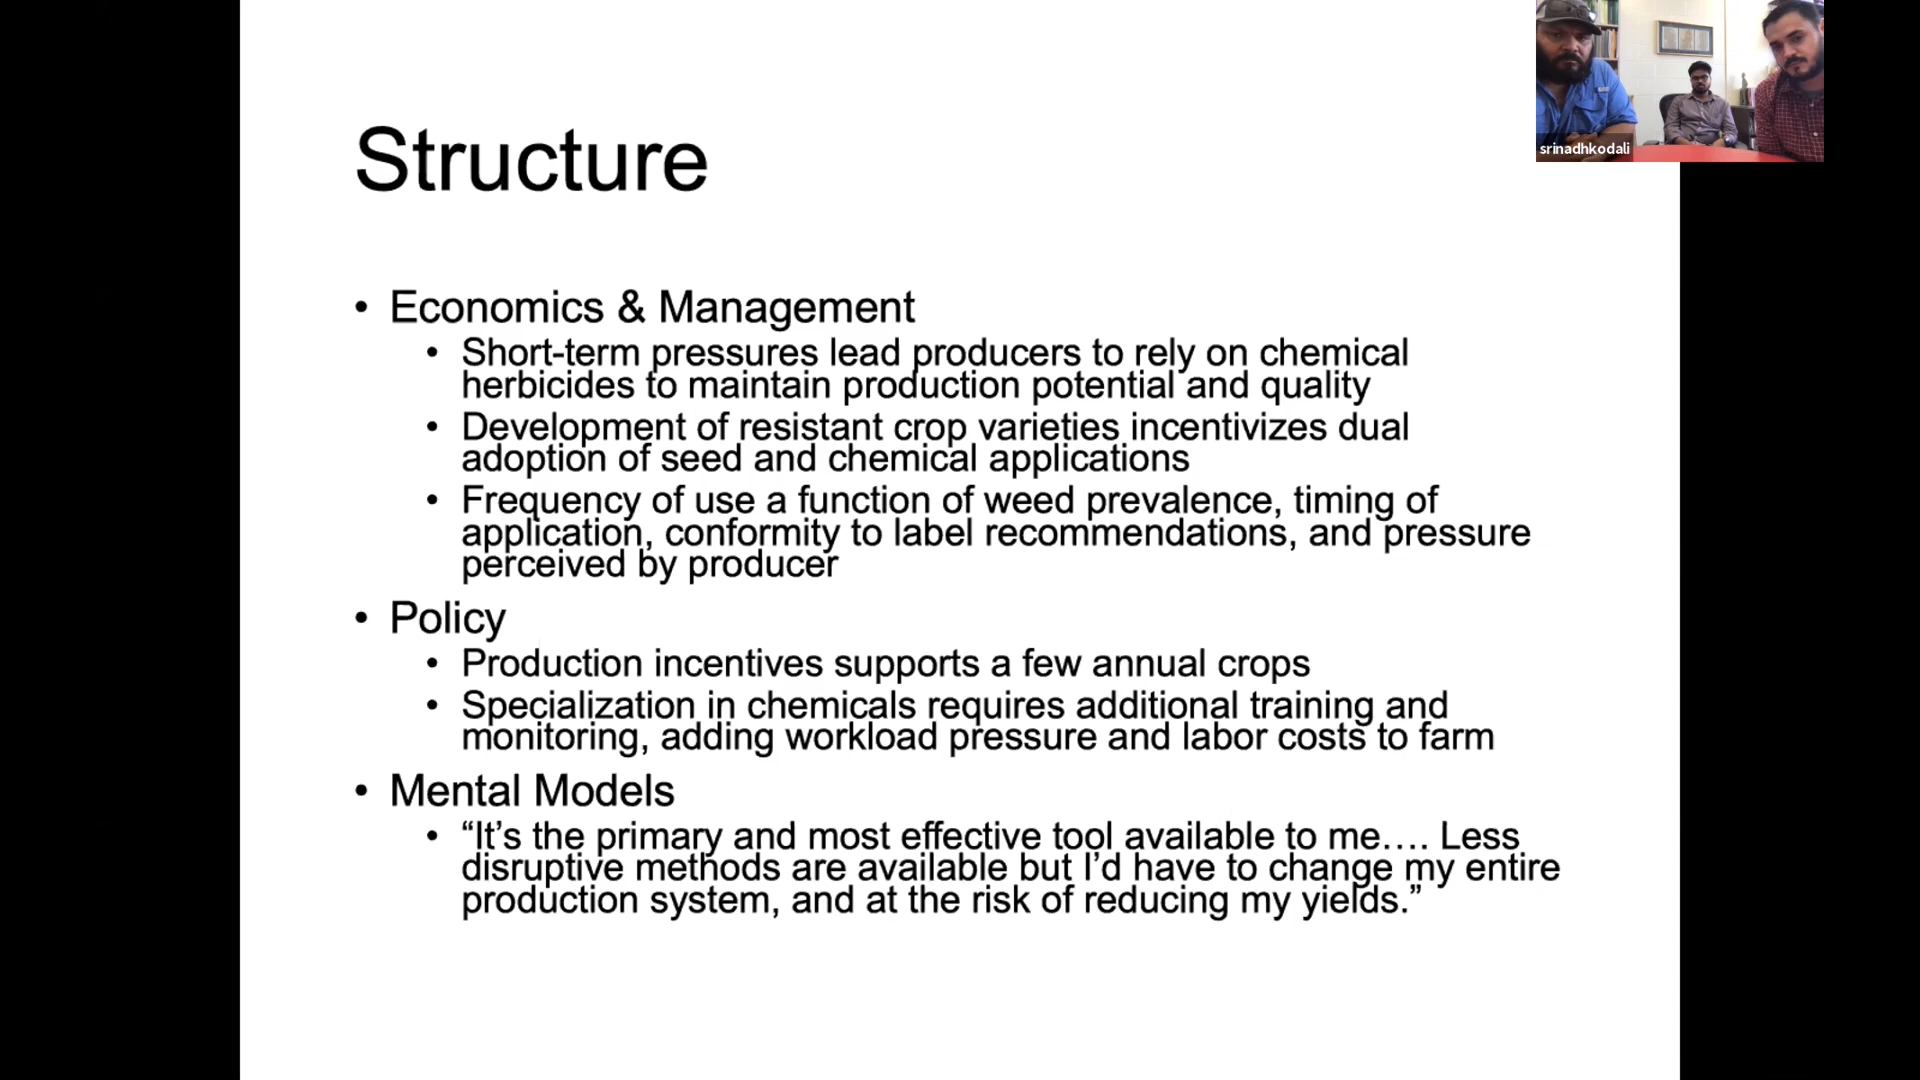 srinadhkodali
Structure
• Economics & Management
• Short-term pressures lead producers to rely on chemical
herbicides to maintain production potential and quality
• Development of resistant crop varieties incentivizes dual
adoption of seed and chemical applications
• Frequency of use a function of weed prevalence, timing of
application, conformity to label recommendations, and pressure
perceived by producer
• Policy
• Production incentives supports a few annual crops
• Specialization in chemicals requires additional training and
monitoring, adding workload pressure and labor costs to farm
• Mental Models
• “It’s the primary and most effective tool available to me…. Less
disruptive methods are available but I’d have to change my entire
production system, and at the risk of reducing my yields.”